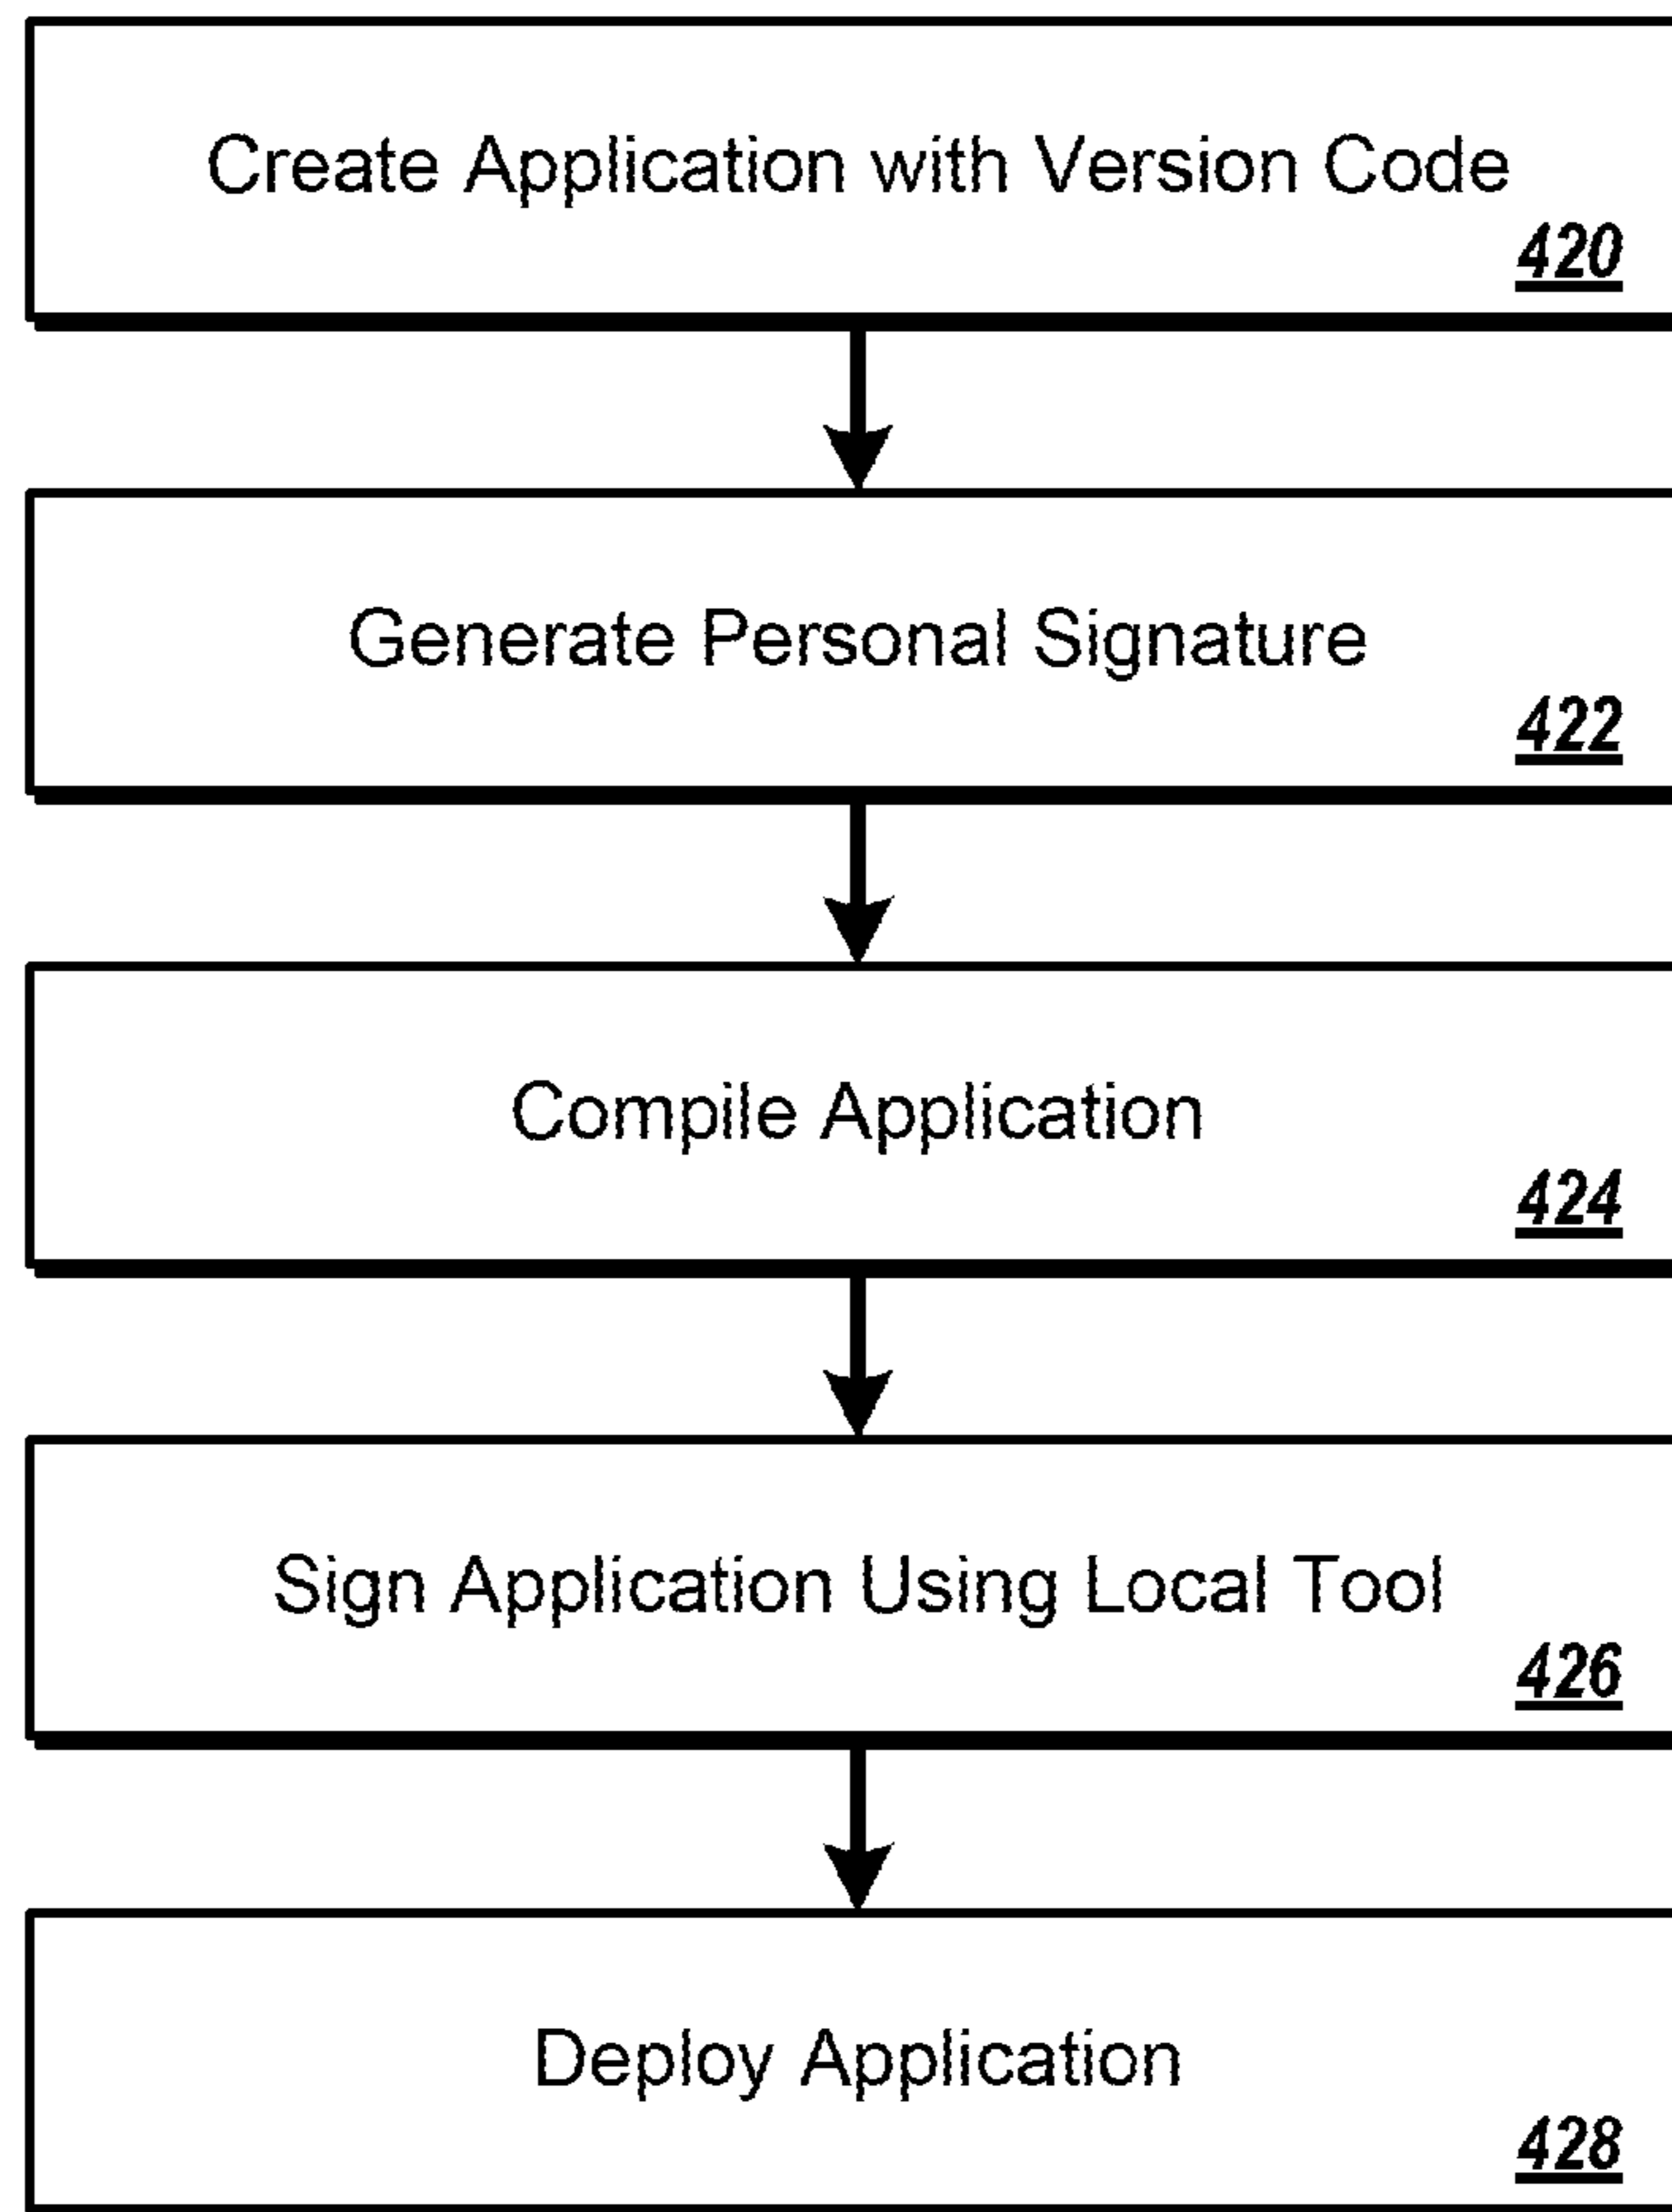 Create Application with Version Code
420
Generate Personal Signature
422
Compile Application
424
Sign Application Using Local Tool
426
Deploy Application
428